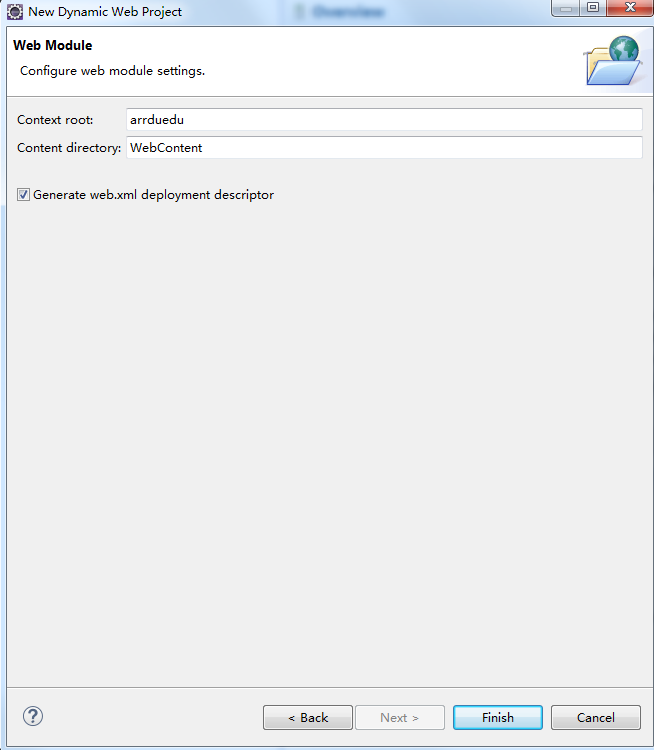 New Dynamic Web Project
Overview
Web Module
Configure web module settings.
Context root: arrduedu
Content directory: WebContent
Generate web.xml deployment descriptor
?
< Back
Next >
Finish
Cancel